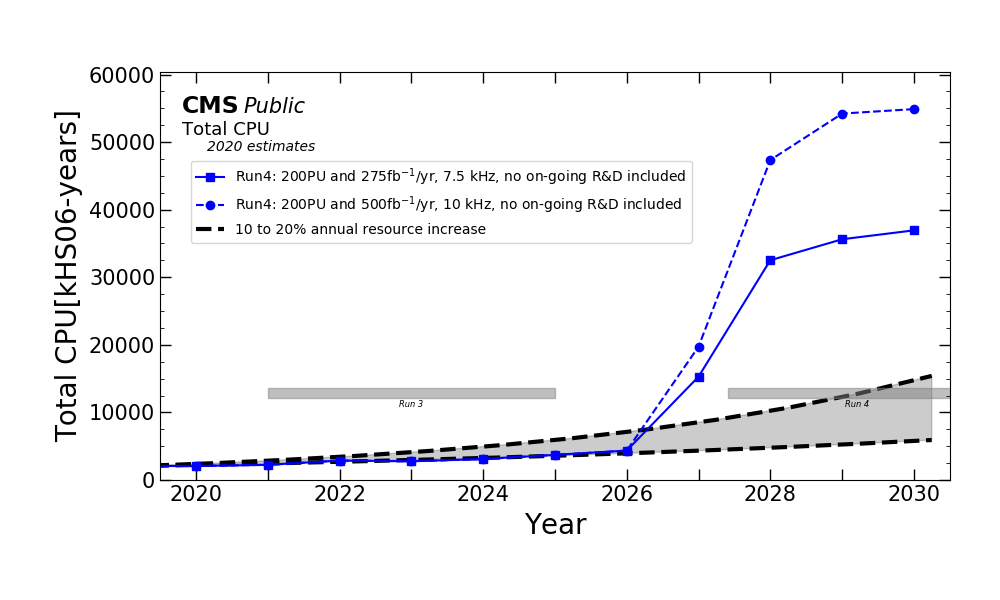 60000
50000
40000
30000
20000
10000
0
Total CPU[kHS06-years]
CMS Public
Total CPU
2020 estimates
Run4: 200PU and 275fb⁻¹/yr, 7.5 kHz, no on-going R&D included
Run4: 200PU and 500fb⁻¹/yr, 10 kHz, no on-going R&D included
10 to 20% annual resource increase
Run 3
Run 4
2020 2022 2024 2026 2028 2030
Year